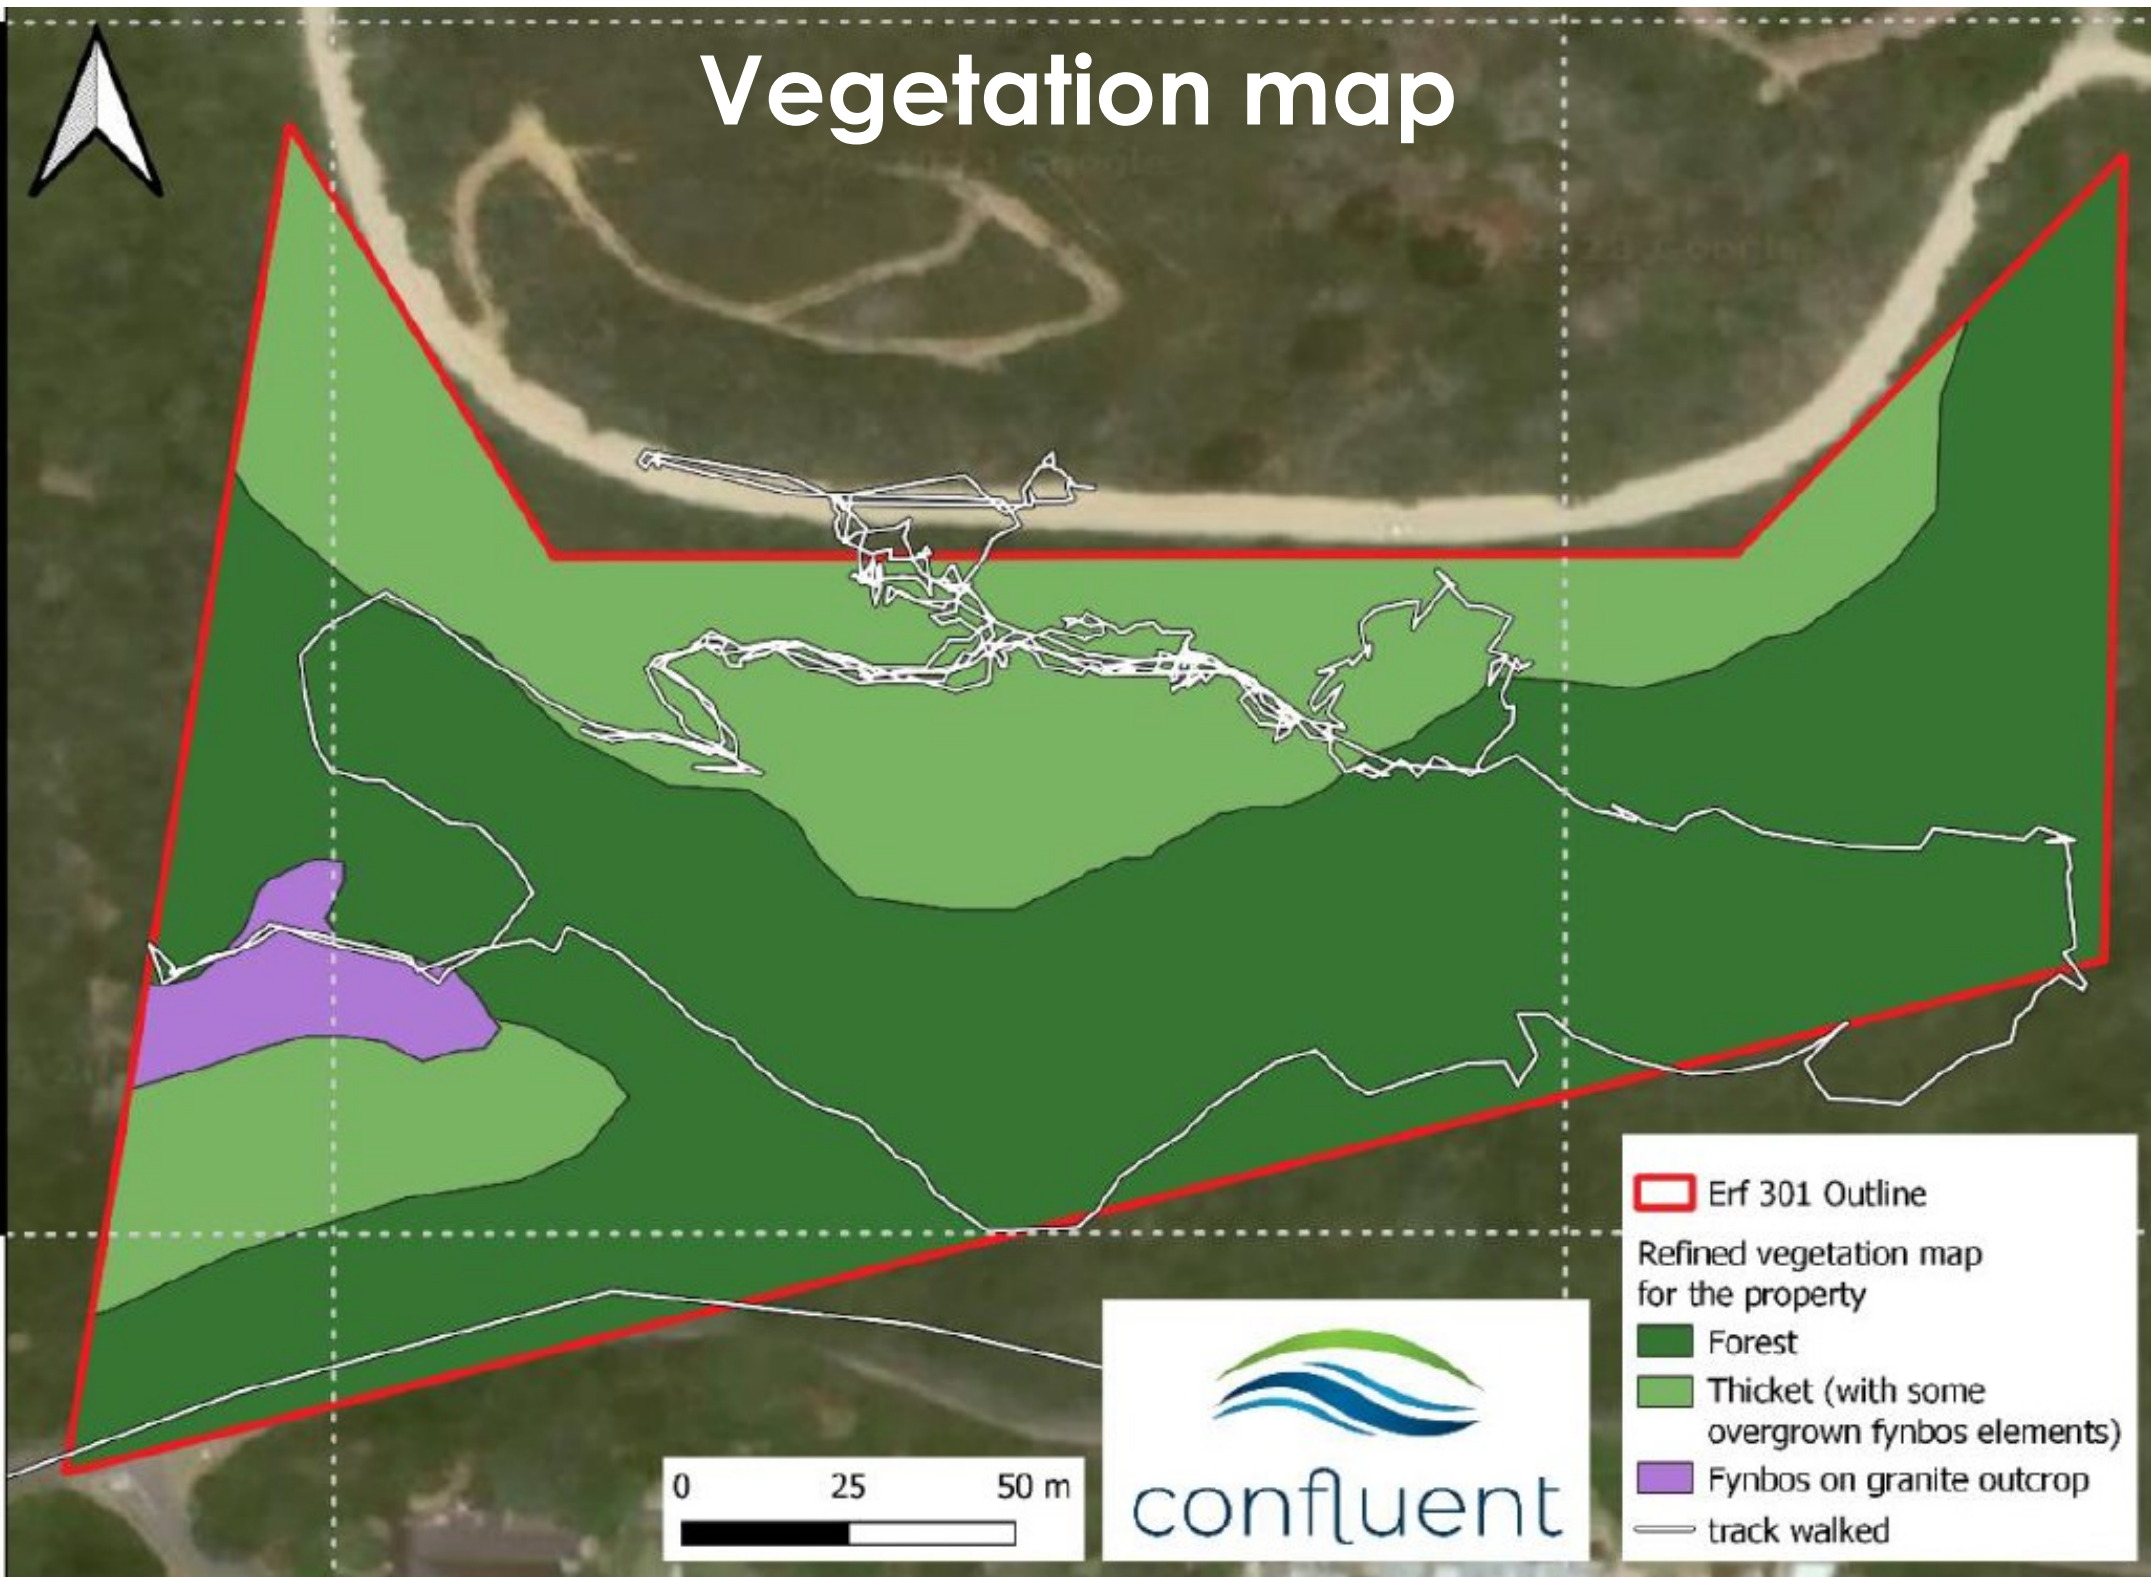 Vegetation map
Erf 301 Outline
Refined vegetation map
for the property
Forest
Thicket (with some
overgrown fynbos elements)
Fynbos on granite outcrop
track walked
0 25 50 m
confluent